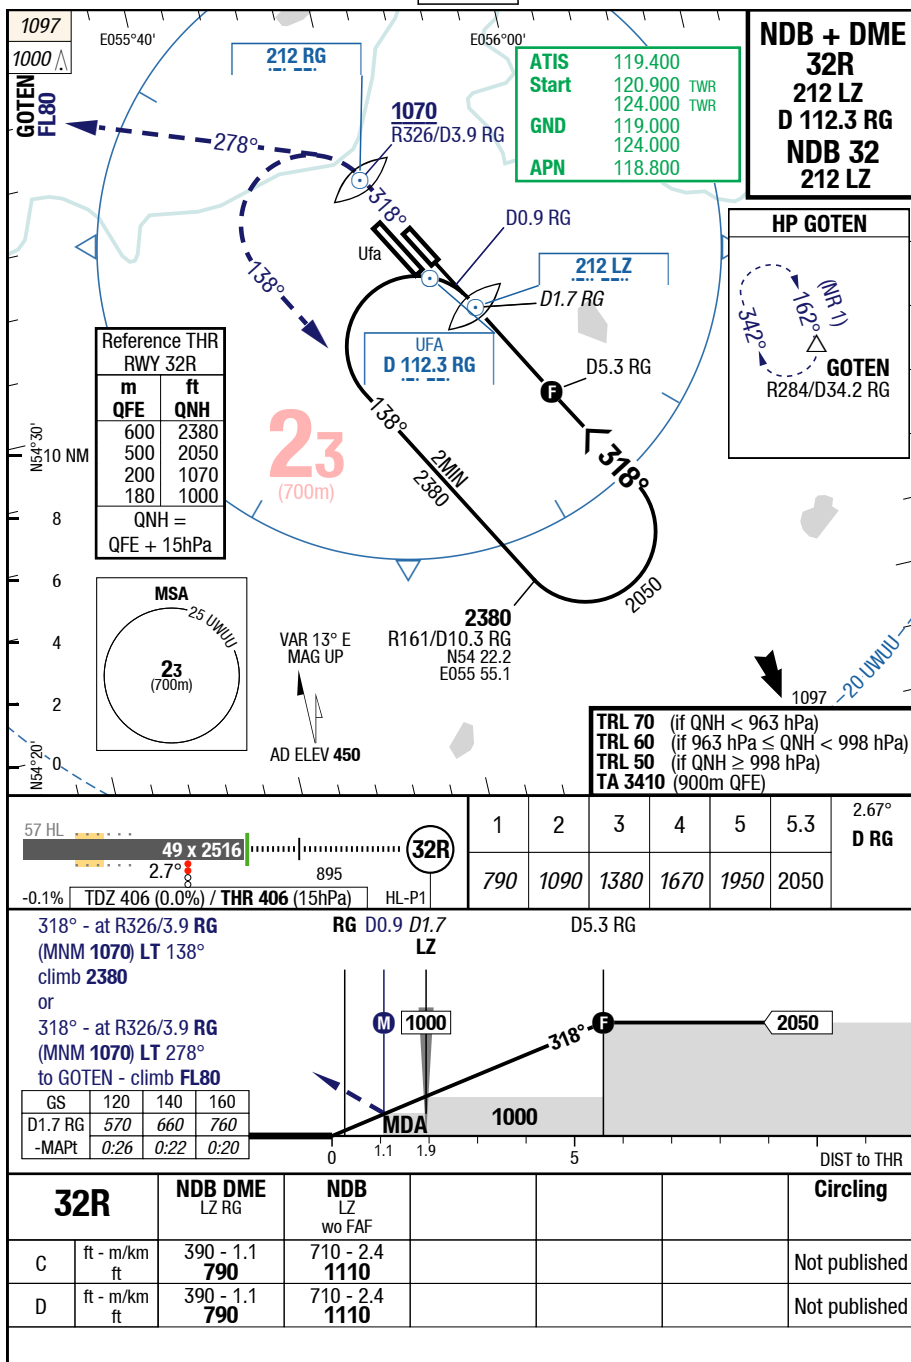 1097
1000
E055°40'
E056°00'
212 RG
GOTEN
FL80
278°
1070
R326/D3.9 RG
318°
138°
Ufa
D0.9 RG
212 LZ
D1.7 RG
UFA
D 112.3 RG
D5.3 RG
F
318°
138°
2MIN
2380
2050
2380
R161/D10.3 RG
N54 22.2
E055 55.1
ATIS 119.400
Start 120.900 TWR
124.000 TWR
GND 119.000
124.000
APN 118.800
NDB + DME
32R
212 LZ
D 112.3 RG
NDB 32
212 LZ
HP GOTEN
(NR 1)
162°
342°
GOTEN
R284/D34.2 RG
Reference THR
RWY 32R
m ft
QFE QNH
600 2380
500 2050
200 1070
180 1000
QNH =
QFE + 15hPa
23
(700m)
N54°30'
10 NM
8
6
4
2
0
N54°20'
MSA
25 UWUU
23
(700m)
VAR 13° E
MAG UP
AD ELEV 450
1097
20 UWUU
TRL 70 (if QNH < 963 hPa)
TRL 60 (if 963 hPa ≤ QNH < 998 hPa)
TRL 50 (if QNH ≥ 998 hPa)
TA 3410 (900m QFE)
57 HL
49 x 2516
32R
2.7°
895
-0.1%
TDZ 406 (0.0%) / THR 406 (15hPa)
HL-P1
1 2 3 4 5 5.3 2.67°
D RG
790 1090 1380 1670 1950 2050
318° - at R326/3.9 RG
(MNM 1070) LT 138°
climb 2380
or
318° - at R326/3.9 RG
(MNM 1070) LT 278°
to GOTEN - climb FL80
RG D0.9 D1.7
LZ
D5.3 RG
M
1000
318°
F
2050
MDA
1000
GS 120 140 160
D1.7 RG 570 660 760
-MAPt 0:26 0:22 0:20
0 1.1 1.9 5 DIST to THR
32R
NDB DME
LZ RG
NDB
LZ
wo FAF
Circling
C
ft - m/km 390 - 1.1 710 - 2.4
ft 790 1110
Not published
D
ft - m/km 390 - 1.1 710 - 2.4
ft 790 1110
Not published